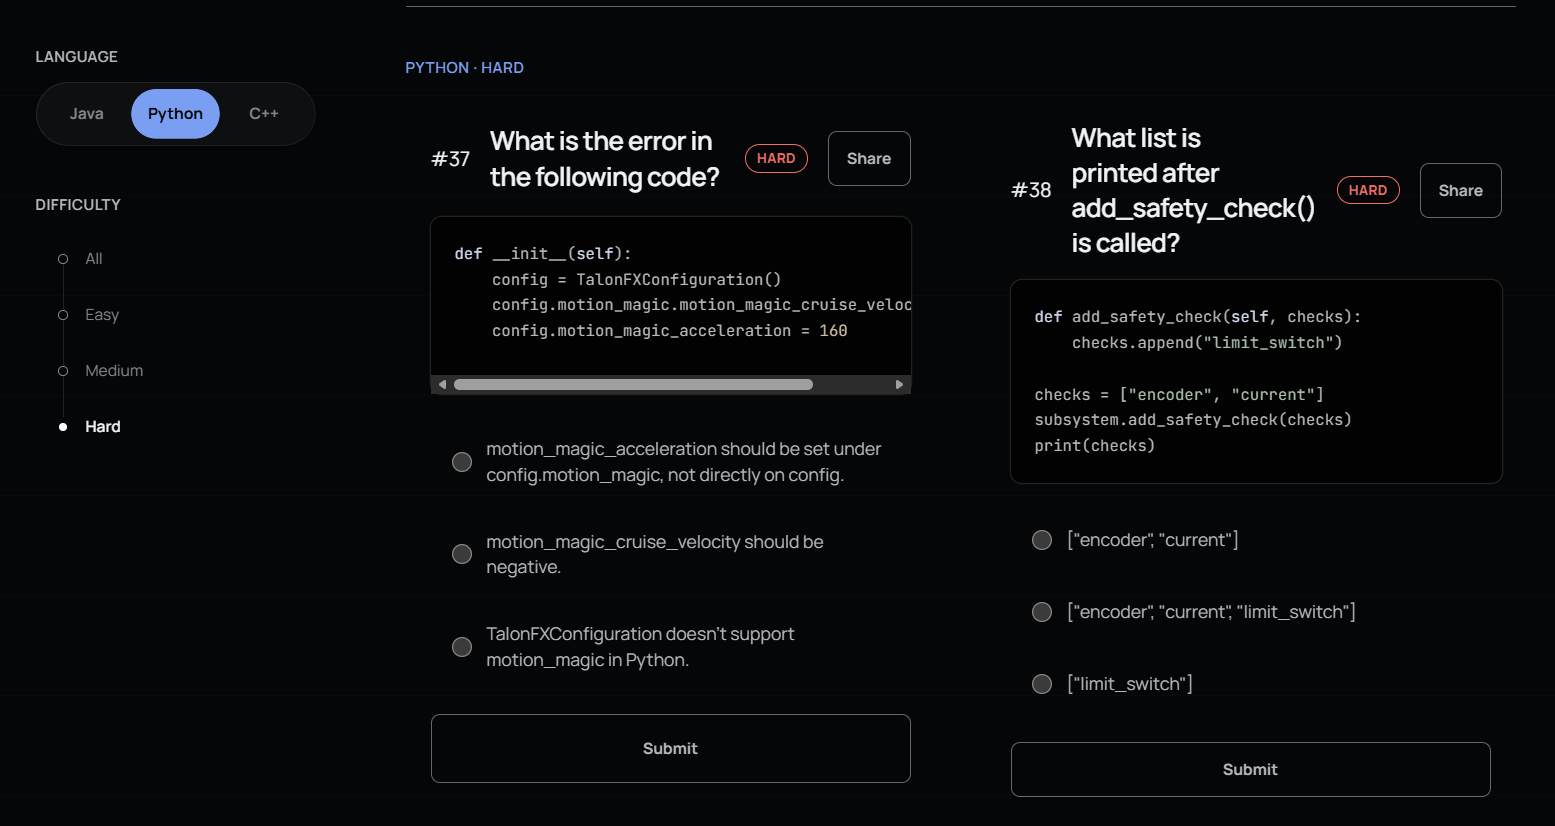 LANGUAGE
Java Python C++
DIFFICULTY
All
Easy
Medium
Hard
PYTHON · HARD
#37
What is the error in
the following code?
HARD
Share
def __init__(self):
    config = TalonFXConfiguration()
    config.motion_magic.motion_magic_cruise_veloc
    config.motion_magic_acceleration = 160
motion_magic_acceleration should be set under
config.motion_magic, not directly on config.
motion_magic_cruise_velocity should be
negative.
TalonFXConfiguration doesn't support
motion_magic in Python.
Submit
#38
What list is
printed after
add_safety_check()
is called?
HARD
Share
def add_safety_check(self, checks):
    checks.append("limit_switch")
checks = ["encoder", "current"]
subsystem.add_safety_check(checks)
print(checks)
["encoder", "current"]
["encoder", "current", "limit_switch"]
["limit_switch"]
Submit